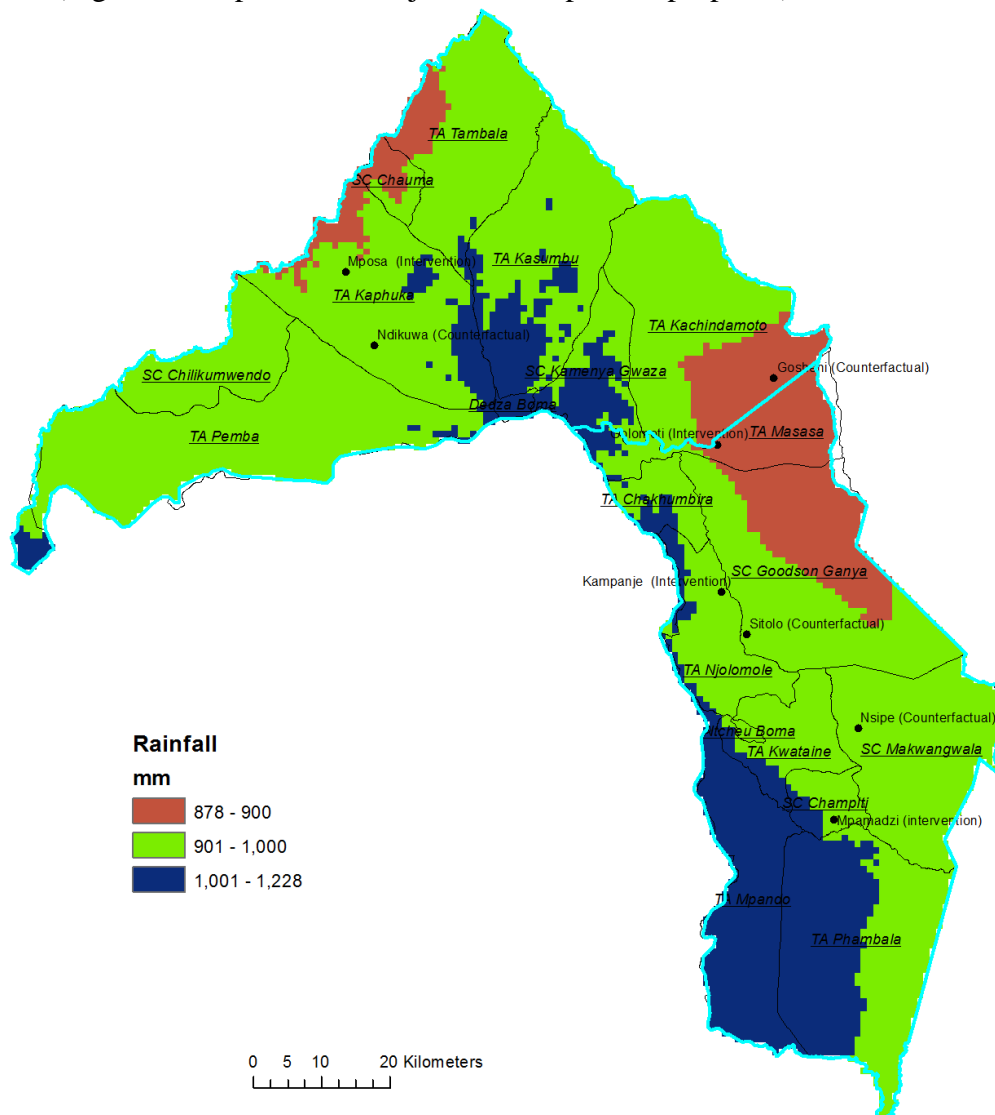 TA Tambala
SC Chauma
Mposa (Intervention)
TA Kasumbu
TA Kaphuka
TA Kachindamoto
Ndikuwa (Counterfactual)
SC Chilikumwendo
SC Kamenya Gwaza
(Counterfactual)
Dedza Boma
TA Pemba
(Intervention)
TA Masasa
TA Chakhumbira
SC Goodson Ganya
Kampanje (Intervention)
Sitolo (Counterfactual)
TA Njolomole
Nsipe (Counterfactual)
Boma
TA Kwataine
SC Makwangwala
SC Champiti
Mpamadzi (intervention)
TA Mpando
TA Phambala
Rainfall
mm
878 - 900
901 - 1,000
1,001 - 1,228
0 5 10 20 Kilometers